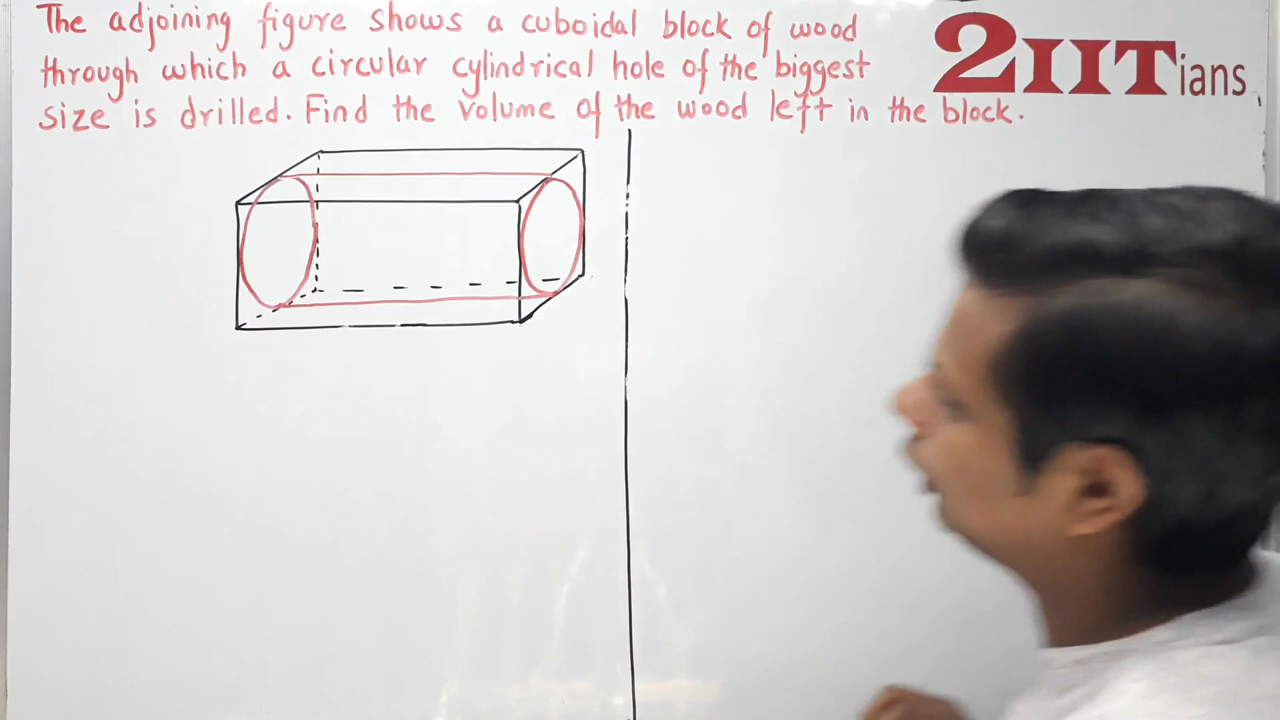 The adjoining figure shows a cuboidal block of wood
through which a circular cylindrical hole of the biggest
size is drilled. Find the volume of the wood left in the block.
2IITians